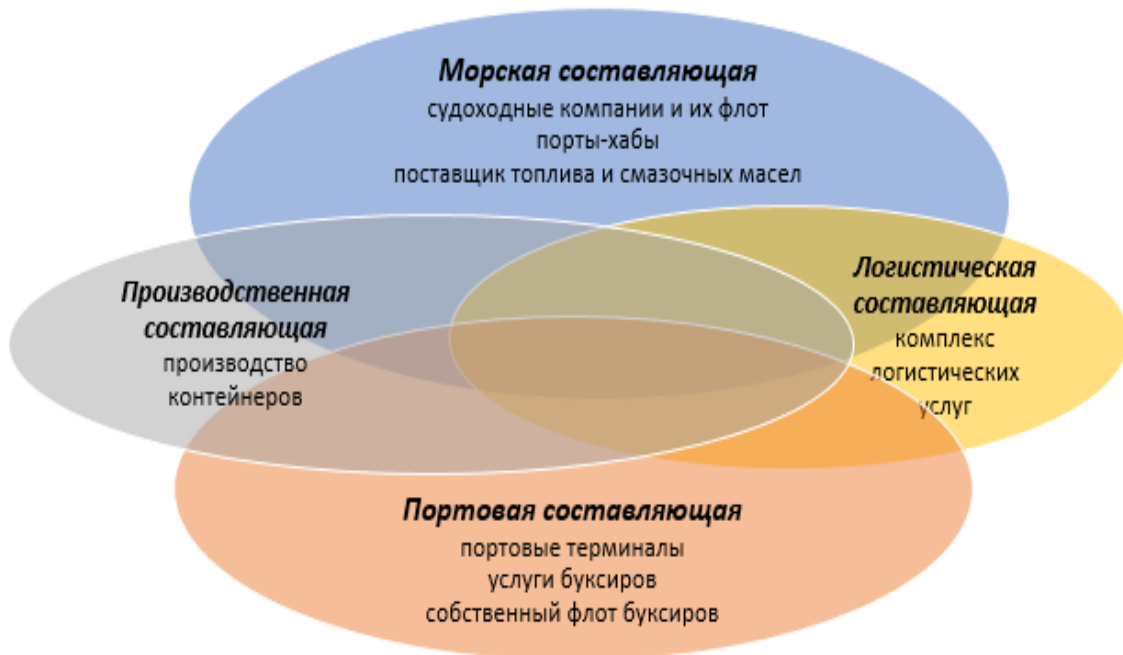 Морская составляющая
судоходные компании и их флот
порты-хабы
поставщик топлива и смазочных масел
Производственная
составляющая
производство
контейнеров
Логистическая
составляющая
комплекс
логистических
услуг
Портовая составляющая
портовые терминалы
услуги буксиров
собственный флот буксиров